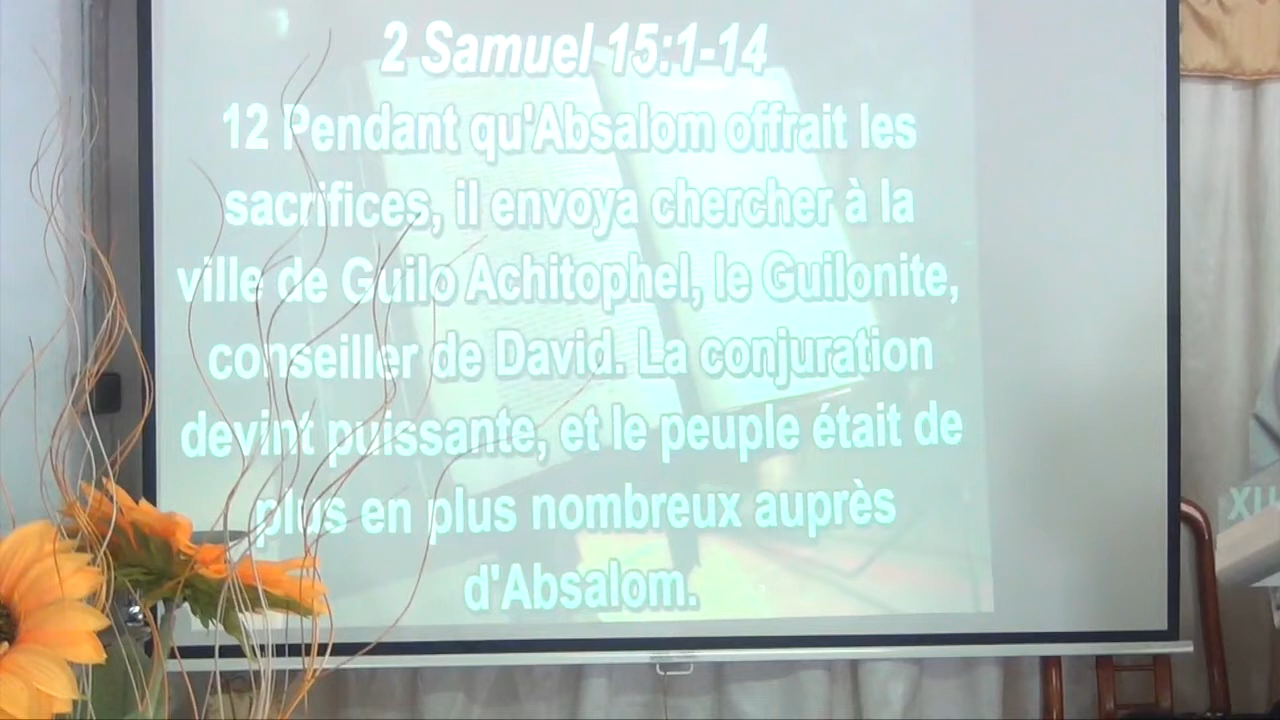 2 Samuel 15:1-14
12 Pendant qu'Absalom offrait les
sacrifices, il envoya chercher à la
ville de Guilo Achitophel, le Guilonite,
conseiller de David. La conjuration
devint puissante, et le peuple était de
plus en plus nombreux auprès
d'Absalom.